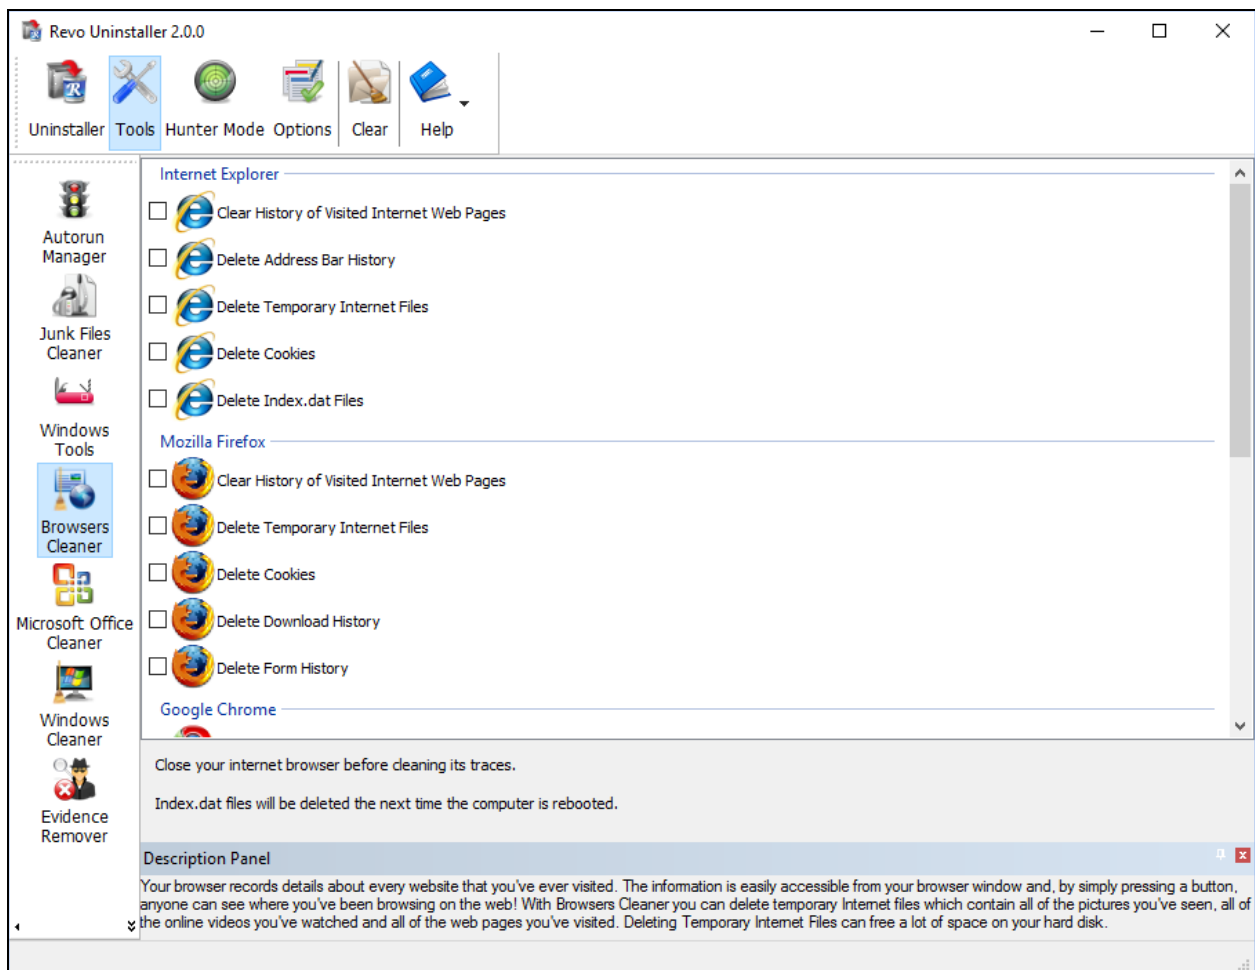 Revo Uninstaller 2.0.0
Uninstaller Tools Hunter Mode Options Clear Help
Autorun
Manager
Junk Files
Cleaner
Windows
Tools
Browsers
Cleaner
Microsoft Office
Cleaner
Windows
Cleaner
Evidence
Remover
Internet Explorer
Clear History of Visited Internet Web Pages
Delete Address Bar History
Delete Temporary Internet Files
Delete Cookies
Delete Index.dat Files
Mozilla Firefox
Clear History of Visited Internet Web Pages
Delete Temporary Internet Files
Delete Cookies
Delete Download History
Delete Form History
Google Chrome
Close your internet browser before cleaning its traces.
Index.dat files will be deleted the next time the computer is rebooted.
Description Panel
Your browser records details about every website that you've ever visited. The information is easily accessible from your browser window and, by simply pressing a button,
anyone can see where you've been browsing on the web! With Browsers Cleaner you can delete temporary Internet files which contain all of the pictures you've seen, all of
the online videos you've watched and all of the web pages you've visited. Deleting Temporary Internet Files can free a lot of space on your hard disk.